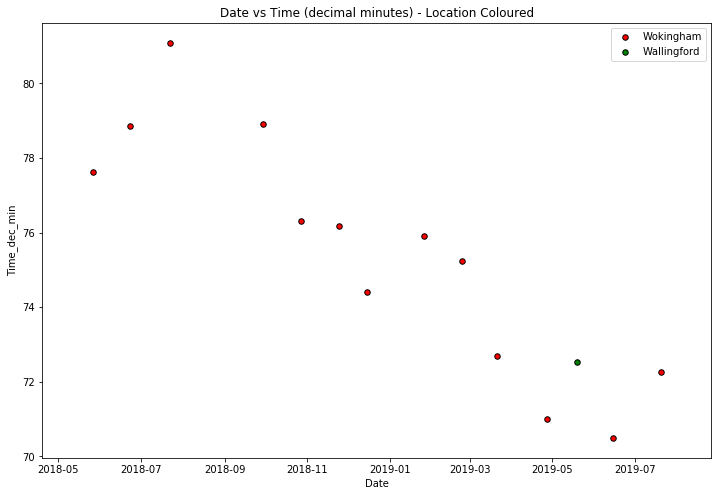 Date vs Time (decimal minutes) - Location Coloured
Wokingham
Wallingford
80
78
76
74
72
70
Time_dec_min
2018-05 2018-07 2018-09 2018-11 2019-01 2019-03 2019-05 2019-07
Date